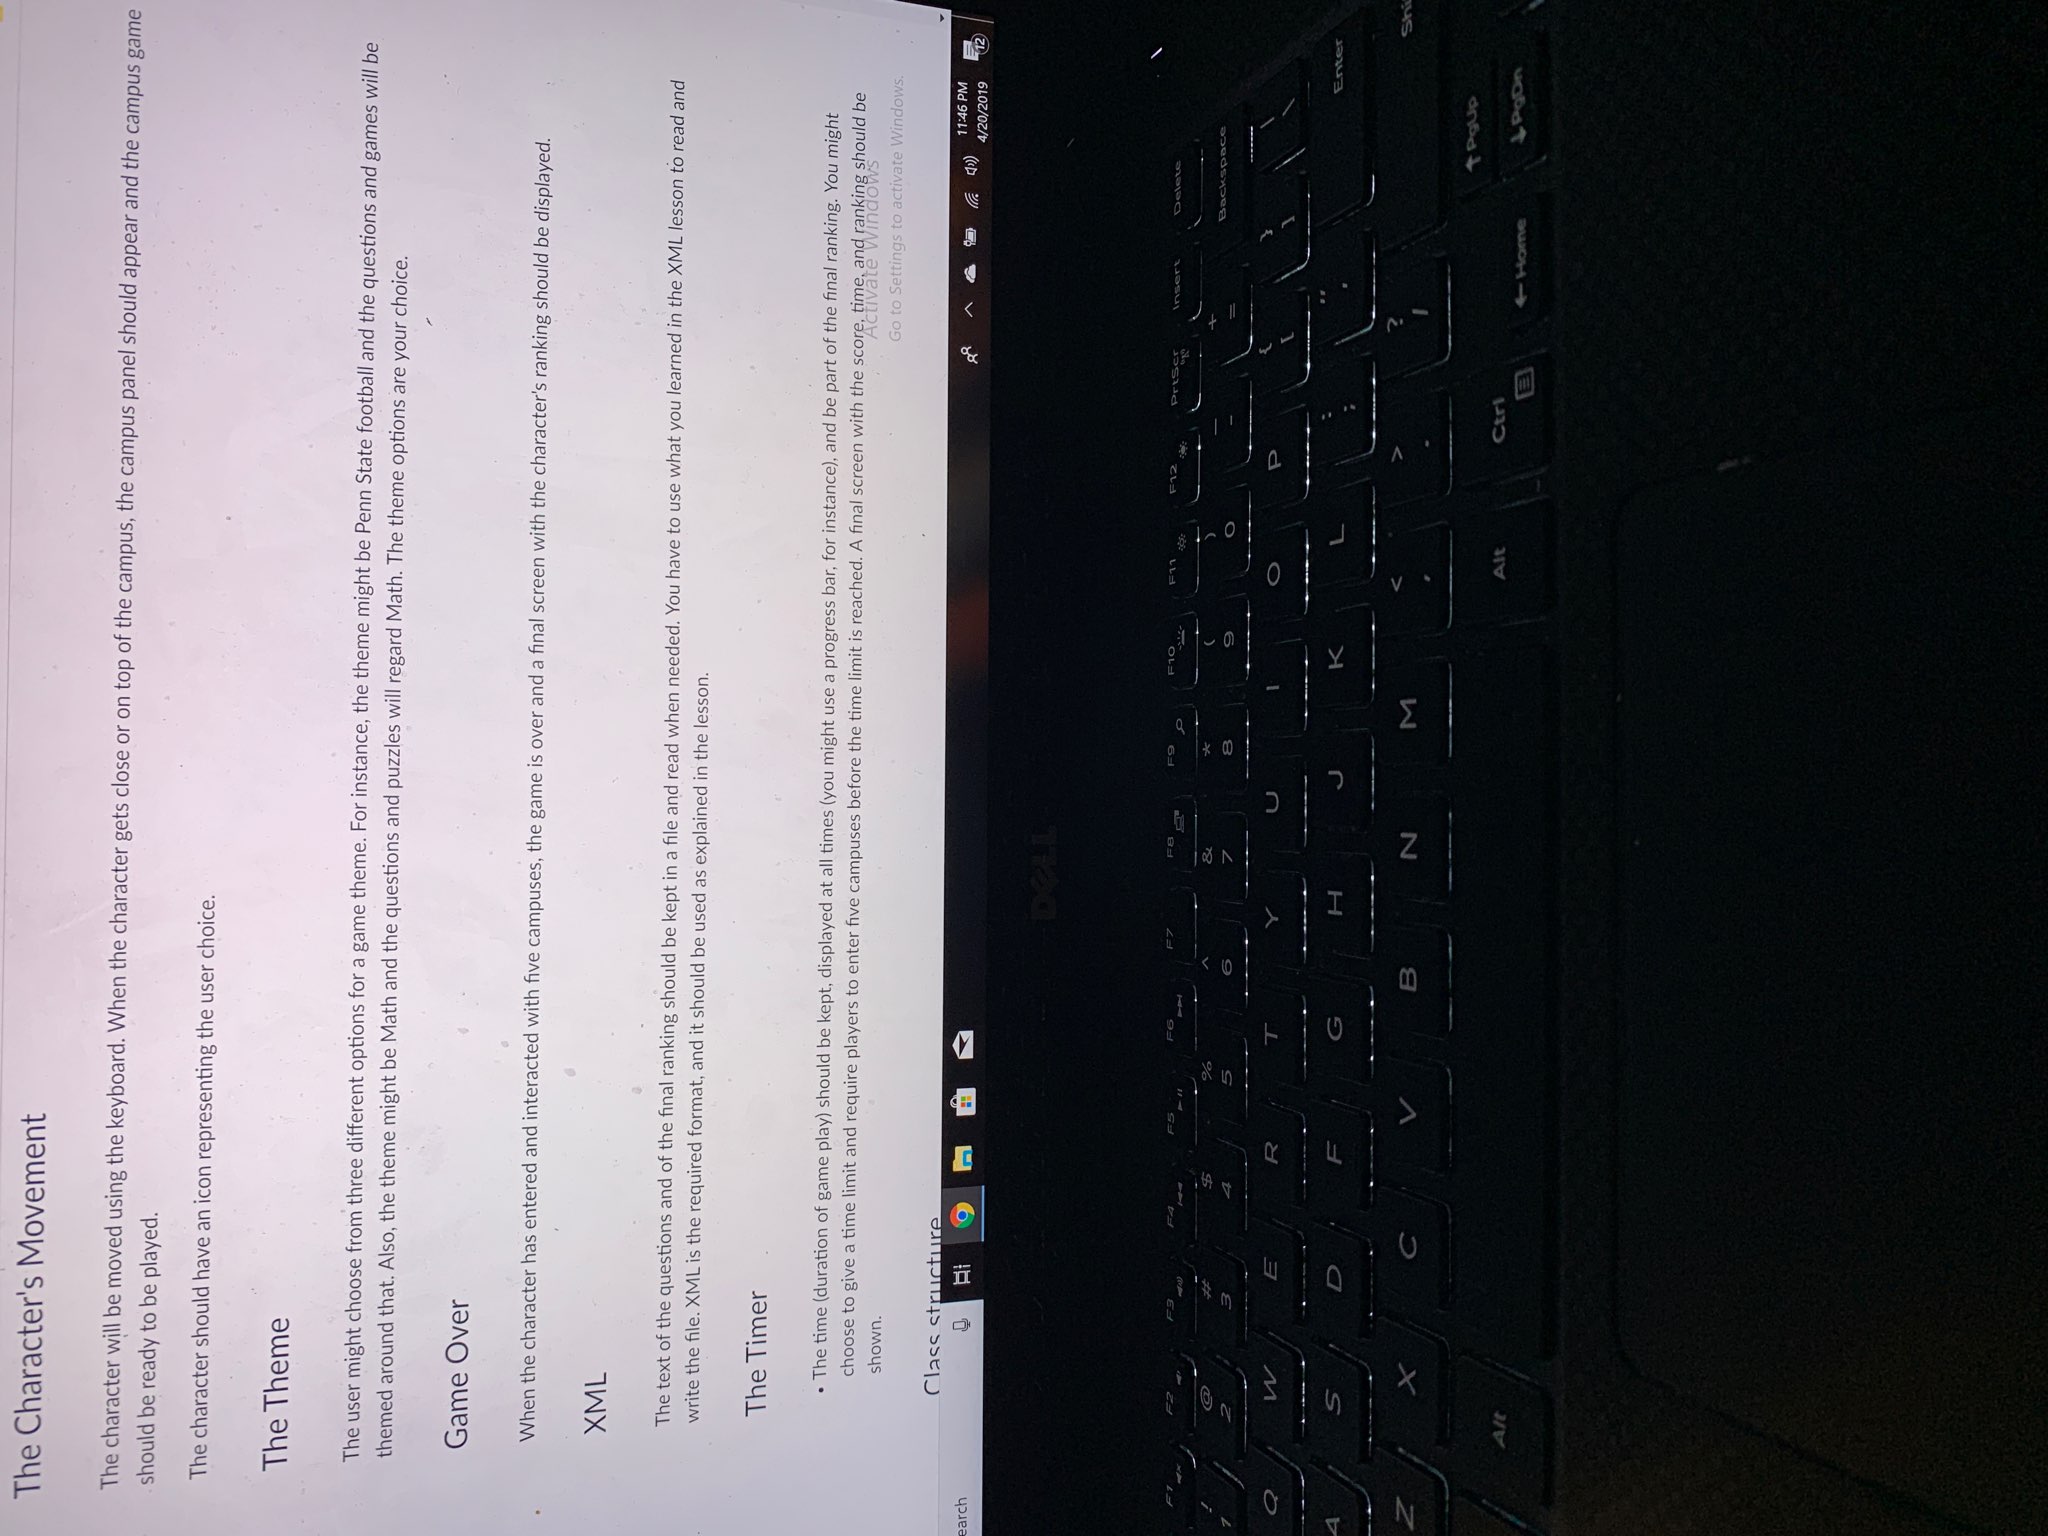 The Character's Movement
The character will be moved using the keyboard. When the character gets close or on top of the campus, the campus panel should appear and the campus game
should be ready to be played.
The character should have an icon representing the user choice.
The Theme
The user might choose from three different options for a game theme. For instance, the theme might be Penn State football and the questions and games will be
themed around that. Also, the theme might be Math and the questions and puzzles will regard Math. The theme options are your choice.
Game Over
When the character has entered and interacted with five campuses, the game is over and a final screen with the character's ranking should be displayed.
XML
The text of the questions and of the final ranking should be kept in a file and read when needed. You have to use what you learned in the XML lesson to read and
write the file. XML is the required format, and it should be used as explained in the lesson.
The Timer
• The time (duration of game play) should be kept, displayed at all times (you might use a progress bar, for instance), and be part of the final ranking. You might
choose to give a time limit and require players to enter five campuses before the time limit is reached. A final screen with the score, time, and ranking should be
shown.
Activate Windows
Go to Settings to activate Windows.
Class structure
earch
11:46 PM
4/20/2019
12
DELL
F1 F2 F3 F4 F5 F6 F7 F8 F9 F10 F11 F12 PrtScr Insert Delete
! @ # $ % ^ & * ( ) _ +
1 2 3 4 5 6 7 8 9 0 - = Backspace
Q W E R T Y U I O P { [ } ] | \
A S D F G H J K L : ; " ' Enter
Z X C V B N M < , > . ? / Shi
Alt Alt Ctrl ← Home ↑ PgUp ↓ PgDn